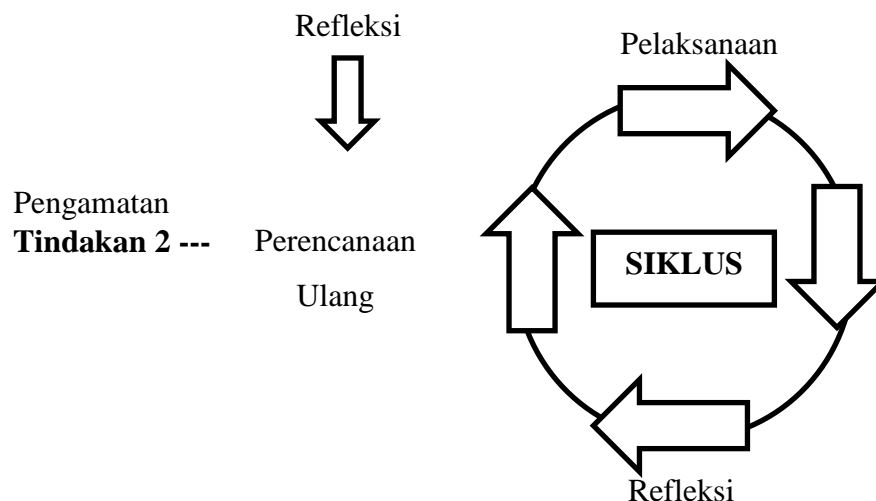 Refleksi
Pelaksanaan
Pengamatan
Tindakan 2 ---
Perencanaan
Ulang
SIKLUS
Refleksi